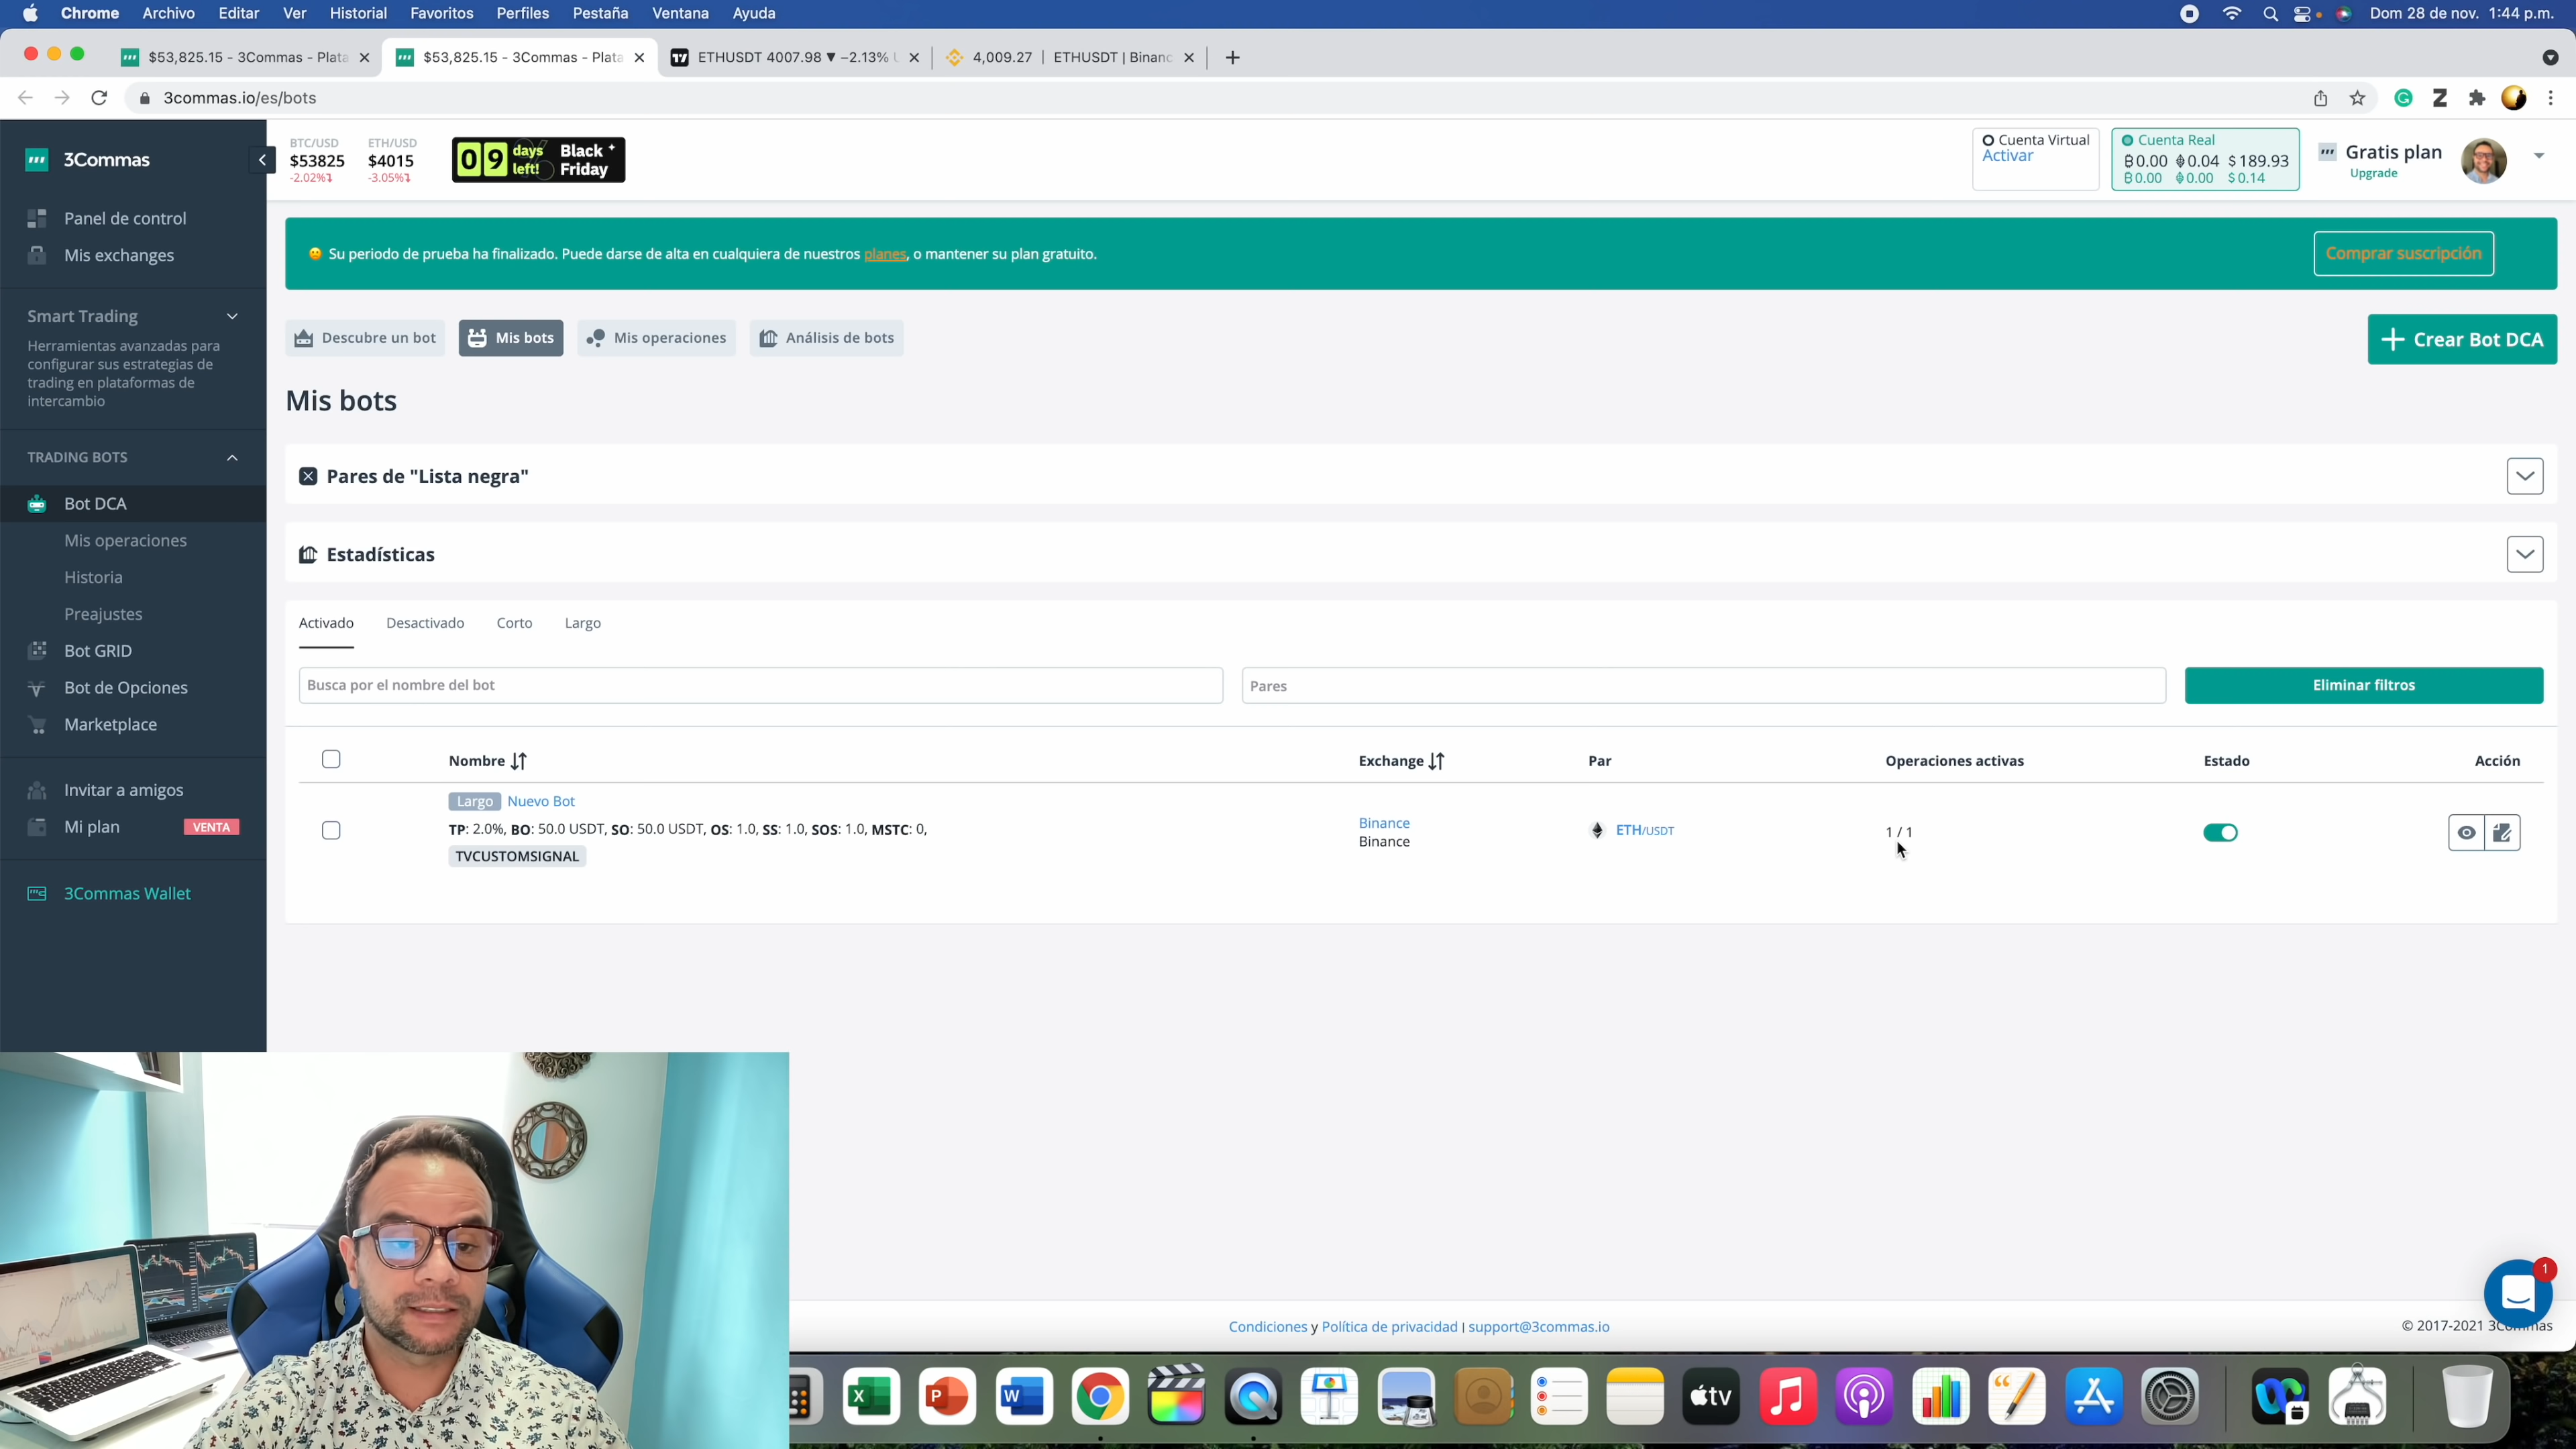 Chrome Archivo Editar Ver Historial Favoritos Perfiles Pestaña Ventana Ayuda
Dom 28 de nov. 1:44 p.m.
$53,825.15 - 3Commas - Plata
$53,825.15 - 3Commas - Plata
ETHUSDT 4007.98 ▼ −2.13%
4,009.27 | ETHUSDT | Binanc
3commas.io/es/bots
3Commas
BTC/USD
$53825
-2.02%
ETH/USD
$4015
-3.05%
09 days left!
Black Friday
Cuenta Virtual
Activar
Cuenta Real
₿0.00 0.04 $189.93
₿0.00 0.00 $0.14
Gratis plan
Upgrade
Panel de control
Mis exchanges
Smart Trading
Herramientas avanzadas para
configurar sus estrategias de
trading en plataformas de
intercambio
TRADING BOTS
Bot DCA
Mis operaciones
Historia
Preajustes
Bot GRID
Bot de Opciones
Marketplace
Invitar a amigos
Mi plan VENTA
3Commas Wallet
Su periodo de prueba ha finalizado. Puede darse de alta en cualquiera de nuestros planes, o mantener su plan gratuito.
Comprar suscripción
Descubre un bot Mis bots Mis operaciones Análisis de bots
+ Crear Bot DCA
Mis bots
Pares de "Lista negra"
Estadísticas
Activado Desactivado Corto Largo
Busca por el nombre del bot
Pares
Eliminar filtros
Nombre Exchange Par Operaciones activas Estado Acción
Largo Nuevo Bot
TP: 2.0%, BO: 50.0 USDT, SO: 50.0 USDT, OS: 1.0, SS: 1.0, SOS: 1.0, MSTC: 0,
TVCUSTOMSIGNAL
Binance
Binance
ETH/USDT
1 / 1
1
Condiciones y Política de privacidad | support@3commas.io
© 2017-2021
tv